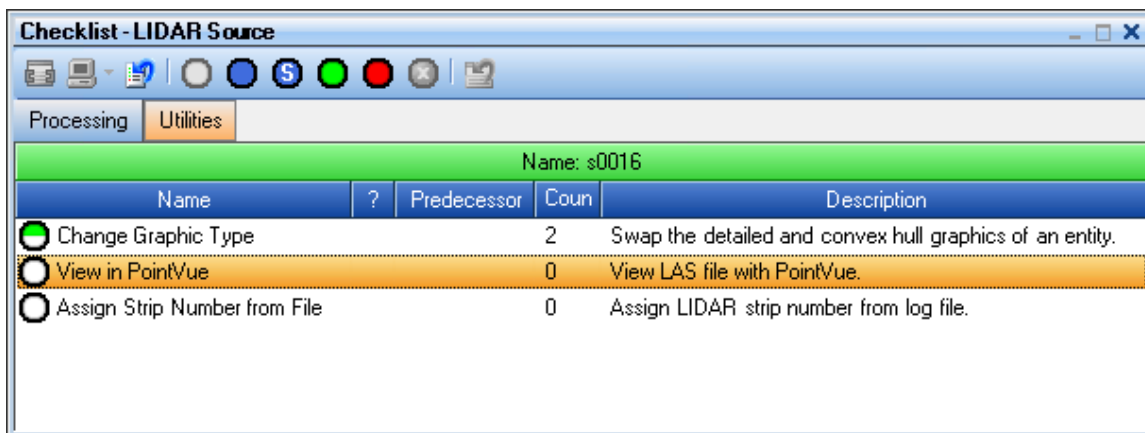 Checklist - LIDAR Source
S
Processing Utilities
Name: s0016
Name ? Predecessor Coun Description
Change Graphic Type 2 Swap the detailed and convex hull graphics of an entity.
View in PointVue 0 View LAS file with PointVue.
Assign Strip Number from File 0 Assign LIDAR strip number from log file.